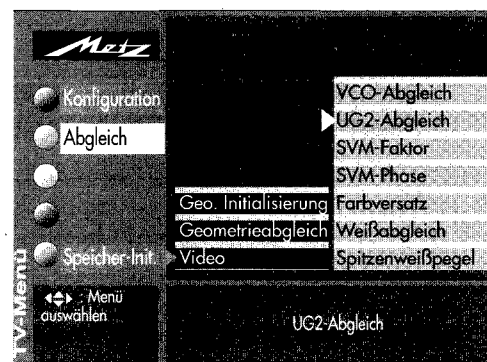 Metz
Konfiguration
Abgleich
Speicher-Init.
Geo. Initialisierung
Geometrieabgleich
Video
VCO-Abgleich
UG2-Abgleich
SVM-Faktor
SVM-Phase
Farbversatz
Weißabgleich
Spitzenweißpegel
TV-Menü
: Menü
auswählen
UG2-Abgleich